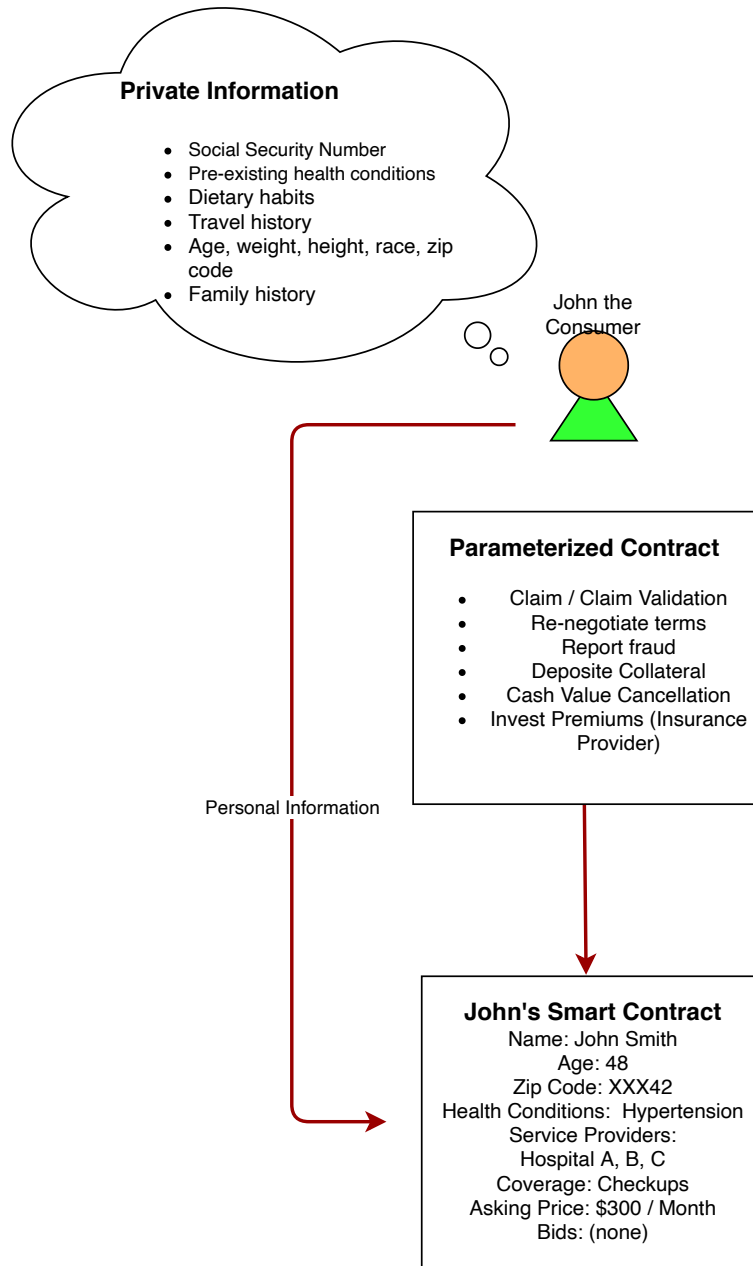 Private Information
• Social Security Number
• Pre-existing health conditions
• Dietary habits
• Travel history
• Age, weight, height, race, zip
code
• Family history
John the
Consumer
Parameterized Contract
• Claim / Claim Validation
• Re-negotiate terms
• Report fraud
• Deposite Collateral
• Cash Value Cancellation
• Invest Premiums (Insurance
Provider)
Personal Information
John's Smart Contract
Name: John Smith
Age: 48
Zip Code: XXX42
Health Conditions: Hypertension
Service Providers:
Hospital A, B, C
Coverage: Checkups
Asking Price: $300 / Month
Bids: (none)